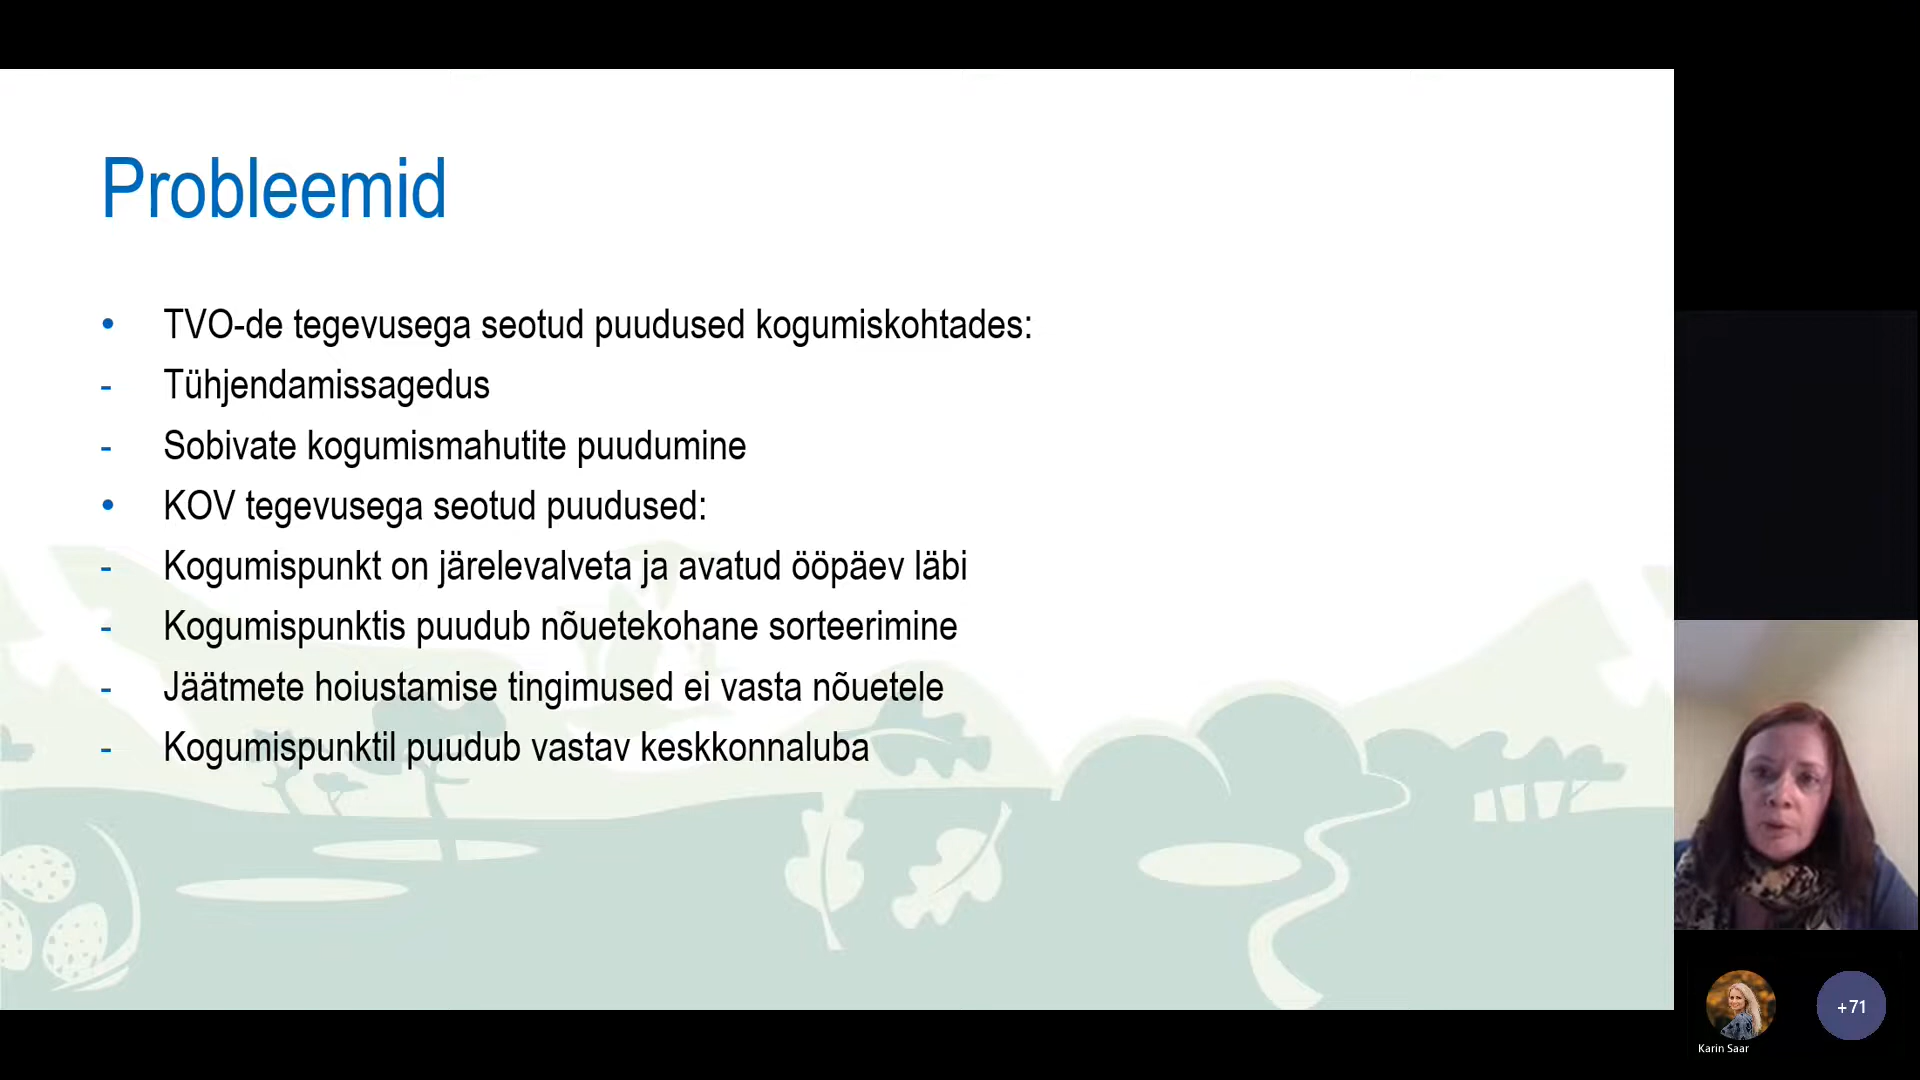 Probleemid
• TVO-de tegevusega seotud puudused kogumiskohtades:
- Tühjendamissagedus
- Sobivate kogumismahutite puudumine
• KOV tegevusega seotud puudused:
- Kogumispunkt on järelevalveta ja avatud ööpäev läbi
- Kogumispunktis puudub nõuetekohane sorteerimine
- Jäätmete hoiustamise tingimused ei vasta nõuetele
- Kogumispunktil puudub vastav keskkonnaluba
+71
Karin Saar